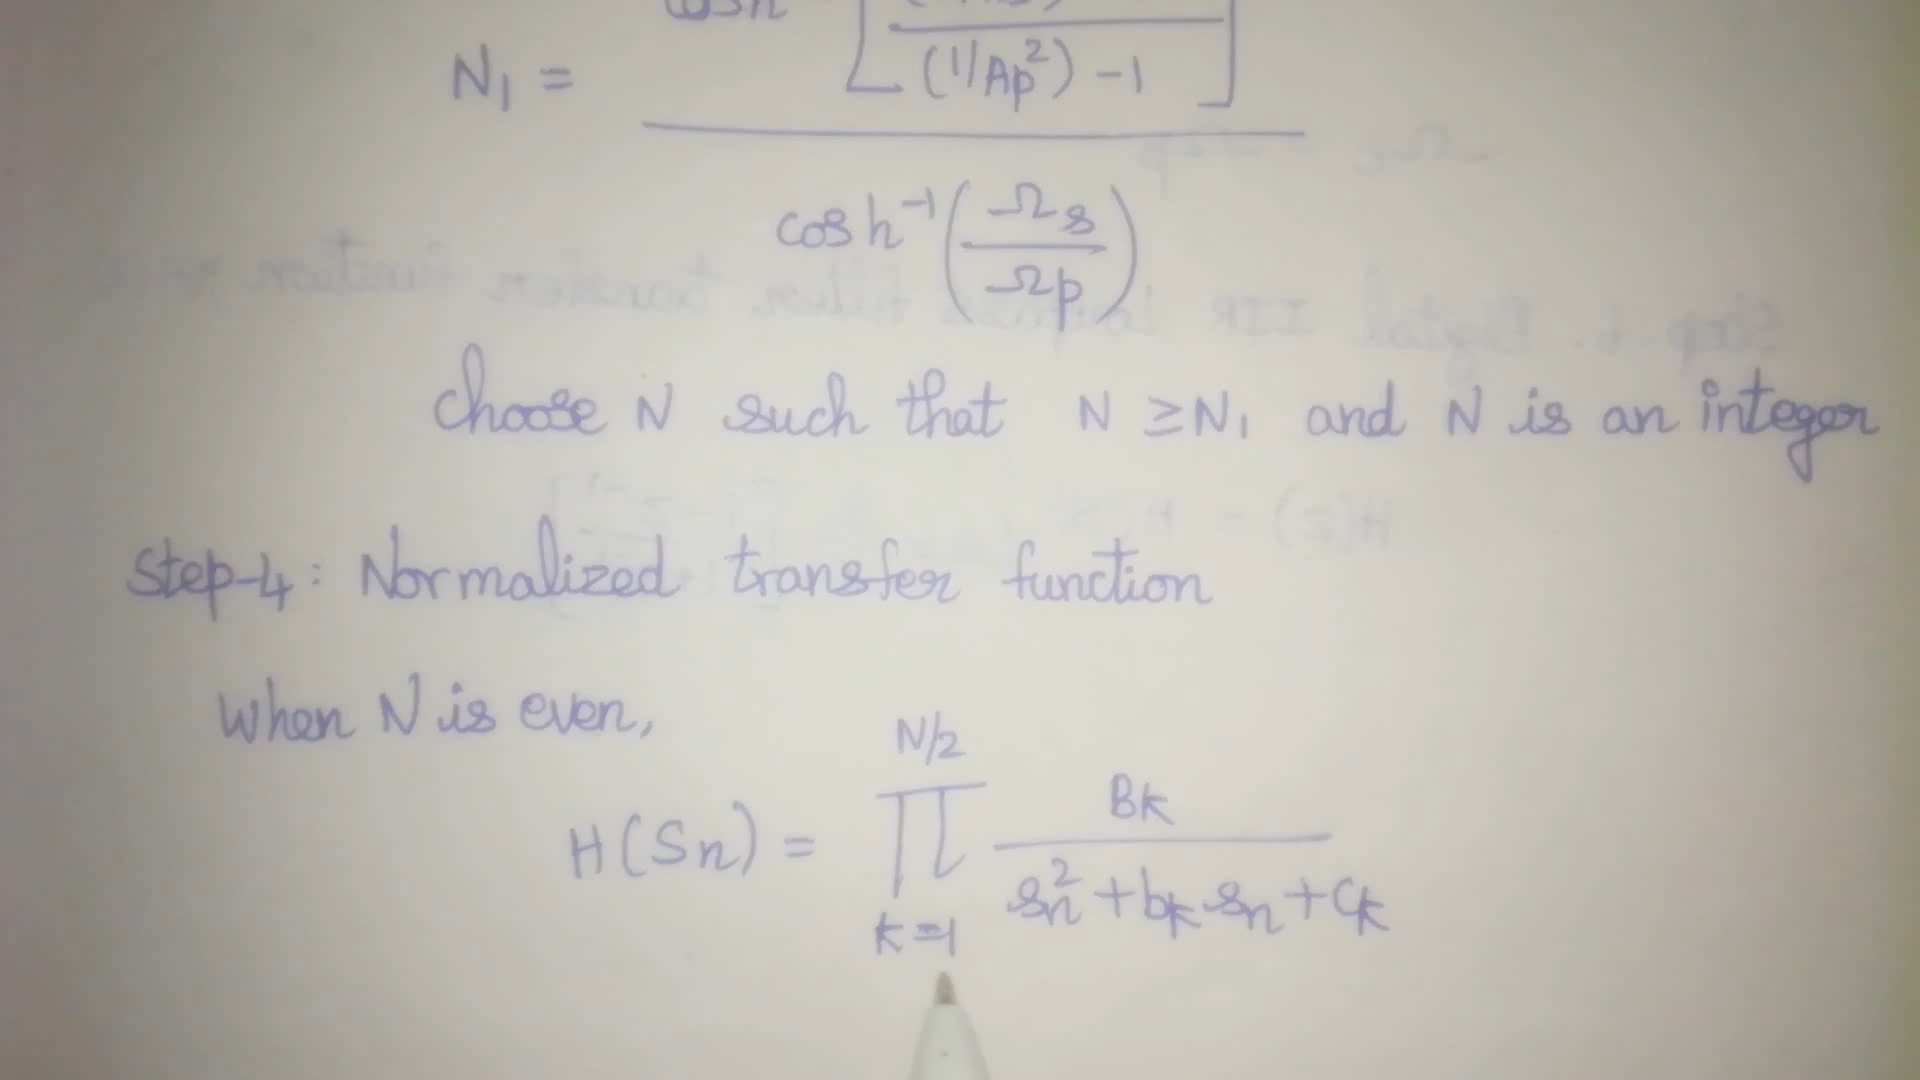 N₁ =
(1/Ap²) - 1
cosh⁻¹ (Ωs / Ωp)
choose N such that N ≥ N₁ and N is an integer
Step-4: Normalized transfer function
When N is even,
H(Sn) = ∏ k=1 N/2 Bk / sn² + bk sn + Ck